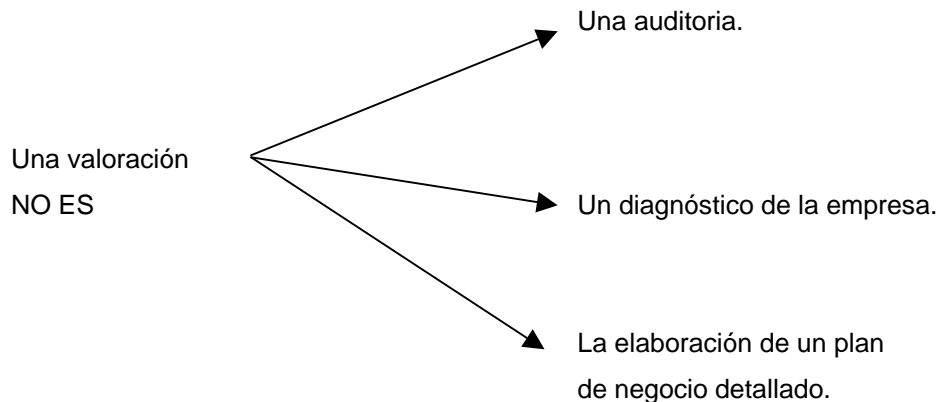 Una auditoria.
Una valoración
NO ES
Un diagnóstico de la empresa.
La elaboración de un plan
de negocio detallado.